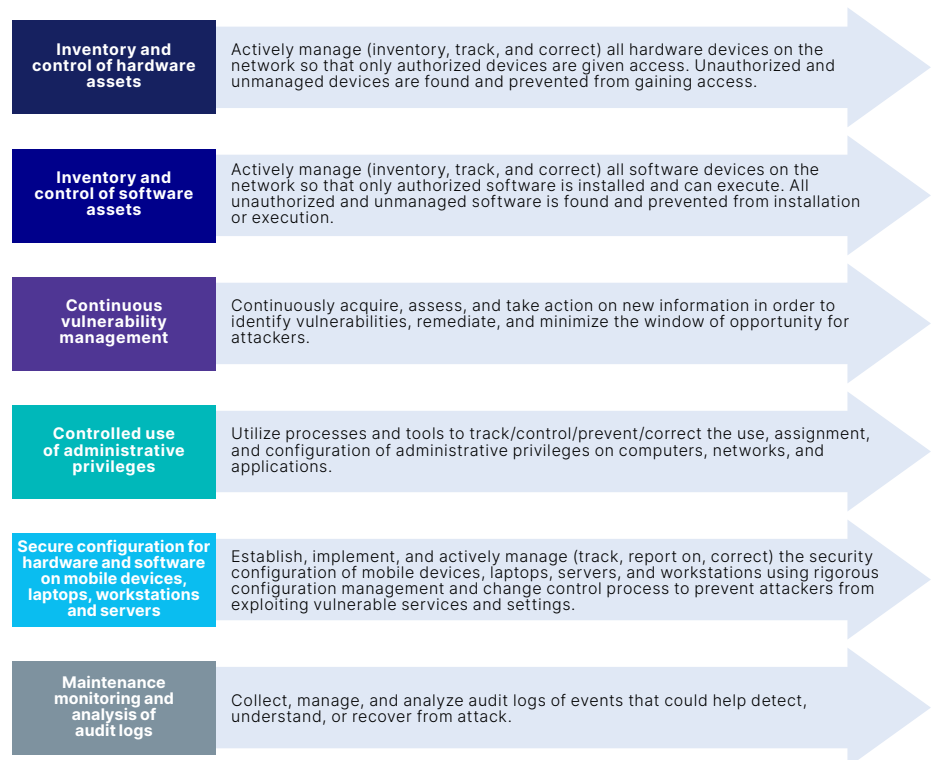 Inventory and
control of hardware
assets
Actively manage (inventory, track, and correct) all hardware devices on the
network so that only authorized devices are given access. Unauthorized and
unmanaged devices are found and prevented from gaining access.
Inventory and
control of software
assets
Actively manage (inventory, track, and correct) all software devices on the
network so that only authorized software is installed and can execute. All
unauthorized and unmanaged software is found and prevented from installation
or execution.
Continuous
vulnerability
management
Continuously acquire, assess, and take action on new information in order to
identify vulnerabilities, remediate, and minimize the window of opportunity for
attackers.
Controlled use
of administrative
privileges
Utilize processes and tools to track/control/prevent/correct the use, assignment,
and configuration of administrative privileges on computers, networks, and
applications.
Secure configuration for
hardware and software
on mobile devices,
laptops, workstations
and servers
Establish, implement, and actively manage (track, report on, correct) the security
configuration of mobile devices, laptops, servers, and workstations using rigorous
configuration management and change control process to prevent attackers from
exploiting vulnerable services and settings.
Maintenance
monitoring and
analysis of
audit logs
Collect, manage, and analyze audit logs of events that could help detect,
understand, or recover from attack.